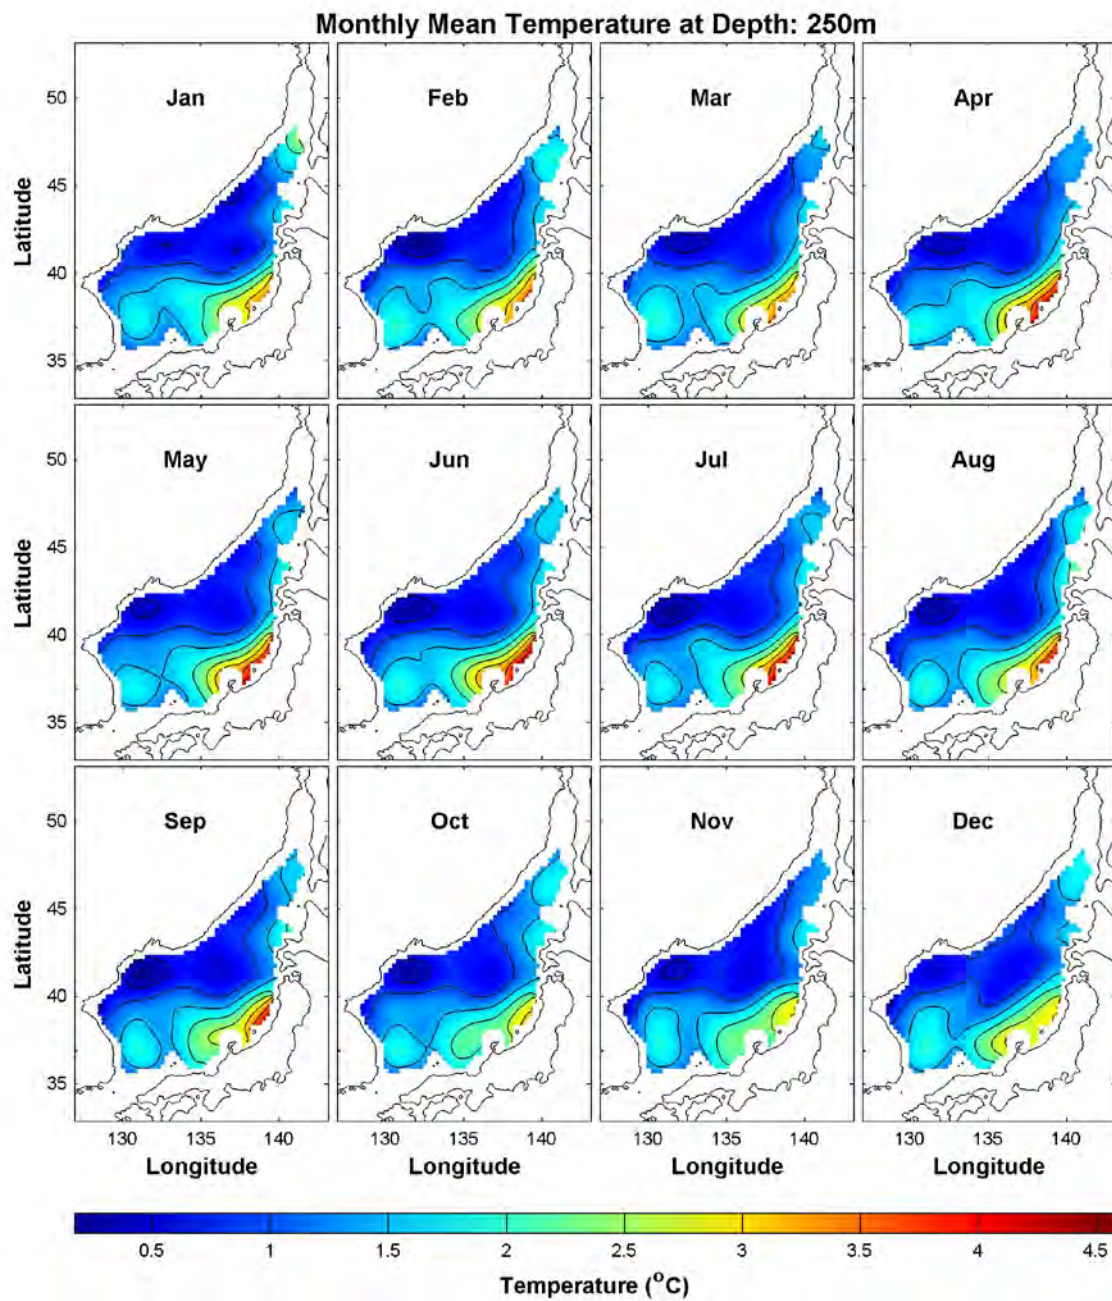 Monthly Mean Temperature at Depth: 250m
Jan Feb Mar Apr
50
45
40
35
Latitude
May Jun Jul Aug
50
45
40
35
Latitude
Sep Oct Nov Dec
50
45
40
35
Latitude
130 135 140 130 135 140 130 135 140 130 135 140
Longitude Longitude Longitude Longitude
0.5 1 1.5 2 2.5 3 3.5 4 4.5
Temperature (°C)